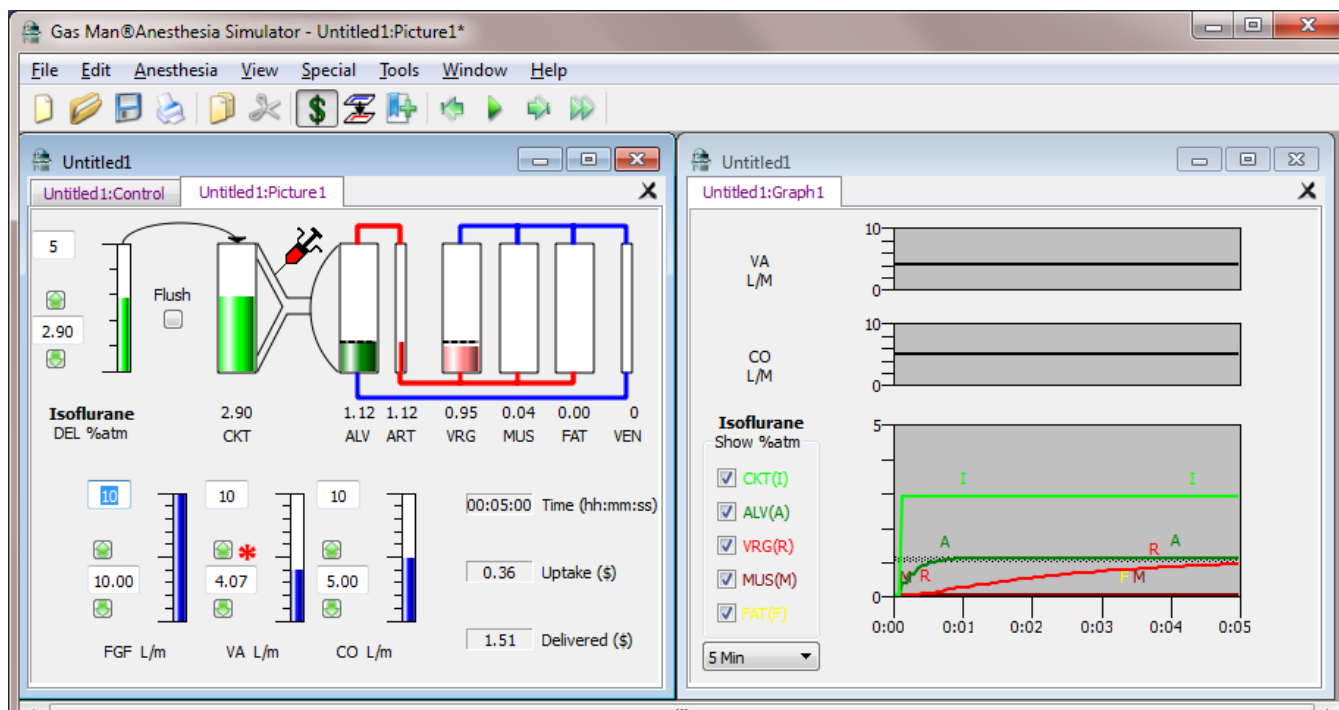 Gas Man®Anesthesia Simulator - Untitled1:Picture1*
File Edit Anesthesia View Special Tools Window Help
$
Untitled1
Untitled1:Control Untitled1:Picture1
5
Flush
2.90
Isoflurane
DEL %atm
2.90 1.12 1.12 0.95 0.04 0.00 0
CKT ALV ART VRG MUS FAT VEN
10 10 10
00:05:00 Time (hh:mm:ss)
*
10.00 4.07 5.00
0.36 Uptake ($)
1.51 Delivered ($)
FGF L/m VA L/m CO L/m
Untitled1
Untitled1:Graph1
10
VA
L/M
0
10
CO
L/M
0
Isoflurane
Show %atm
CKT(I)
ALV(A)
VRG(R)
MUS(M)
FAT(F)
5 Min
5
I I
A A
R
M R F M
0
0:00 0:01 0:02 0:03 0:04 0:05